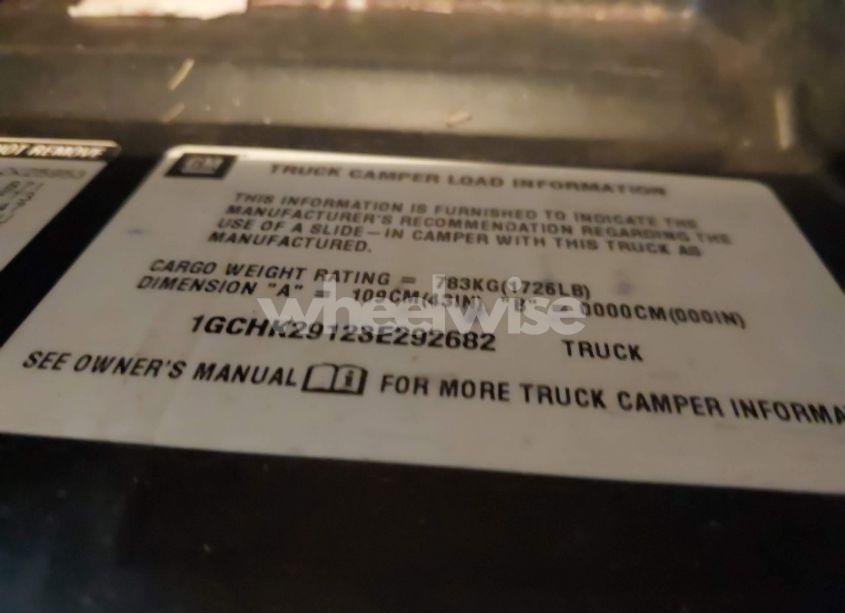 NOT REMOVE
GM
TRUCK CAMPER LOAD INFORMATION
THIS INFORMATION IS FURNISHED TO INDICATE THE
MANUFACTURER'S RECOMMENDATION REGARDING THE
USE OF A SLIDE-IN CAMPER WITH THIS TRUCK AS
MANUFACTURED.
CARGO WEIGHT RATING = 783KG(1726LB)
DIMENSION "A" = 109CM(43IN) "B" = 0000CM(000IN)
wheelwise
1GCHK29123E292682 TRUCK
SEE OWNER'S MANUAL FOR MORE TRUCK CAMPER INFORMA